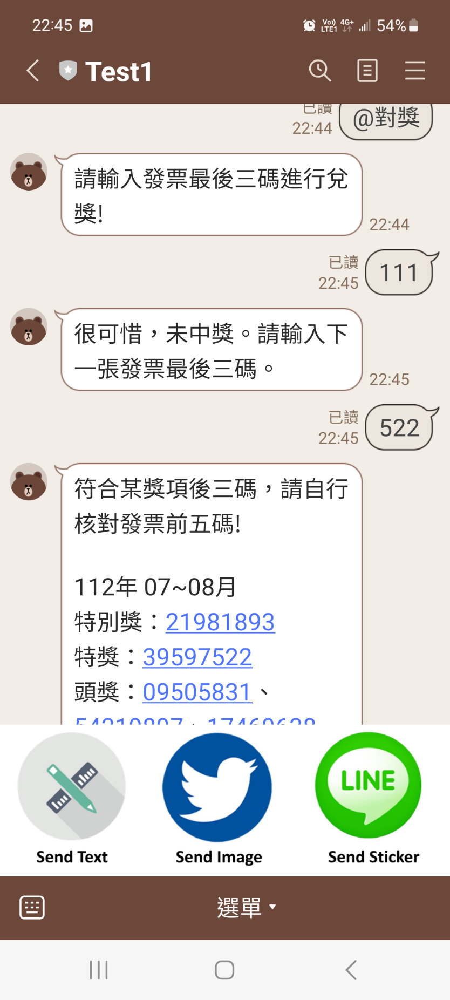 22:45
Vo)) LTE1 4G+ 54%
Test1
已讀
22:44
@對獎
請輸入發票最後三碼進行兌
獎!
22:44
已讀
22:45
111
很可惜，未中獎。請輸入下
一張發票最後三碼。
22:45
已讀
22:45
522
符合某獎項後三碼，請自行
核對發票前五碼!
112年 07~08月
特別獎：21981893
特獎：39597522
頭獎：09505831、
LINE
Send Text
Send Image
Send Sticker
選單